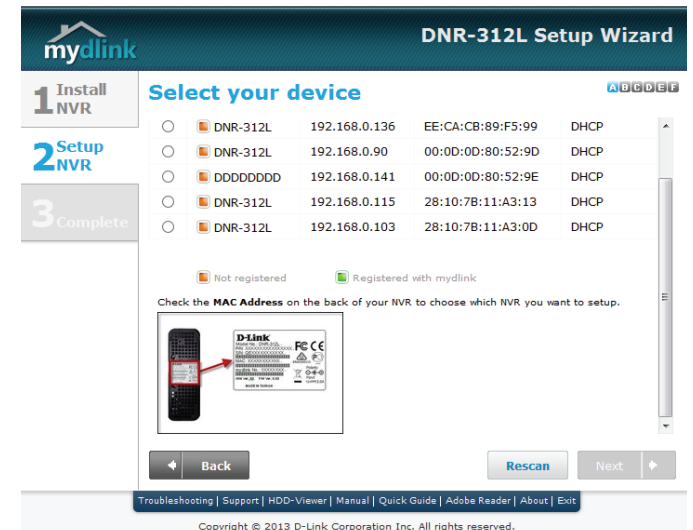 mydlink
DNR-312L Setup Wizard
1 Install NVR
2 Setup NVR
3 Complete
Select your device
A B C D E F
DNR-312L 192.168.0.136 EE:CA:CB:89:F5:99 DHCP
DNR-312L 192.168.0.90 00:0D:0D:80:52:9D DHCP
DDDDDDDD 192.168.0.141 00:0D:0D:80:52:9E DHCP
DNR-312L 192.168.0.115 28:10:7B:11:A3:13 DHCP
DNR-312L 192.168.0.103 28:10:7B:11:A3:0D DHCP
Not registered Registered with mydlink
Check the MAC Address on the back of your NVR to choose which NVR you want to setup.
D-Link
FC CE
MADE IN TAIWAN
Back Rescan Next
Troubleshooting | Support | HDD-Viewer | Manual | Quick Guide | Adobe Reader | About | Exit
Copyright © 2013 D-Link Corporation Inc. All rights reserved.